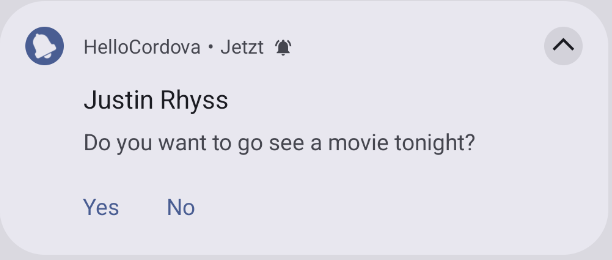 HelloCordova • Jetzt
Justin Rhyss
Do you want to go see a movie tonight?
Yes No